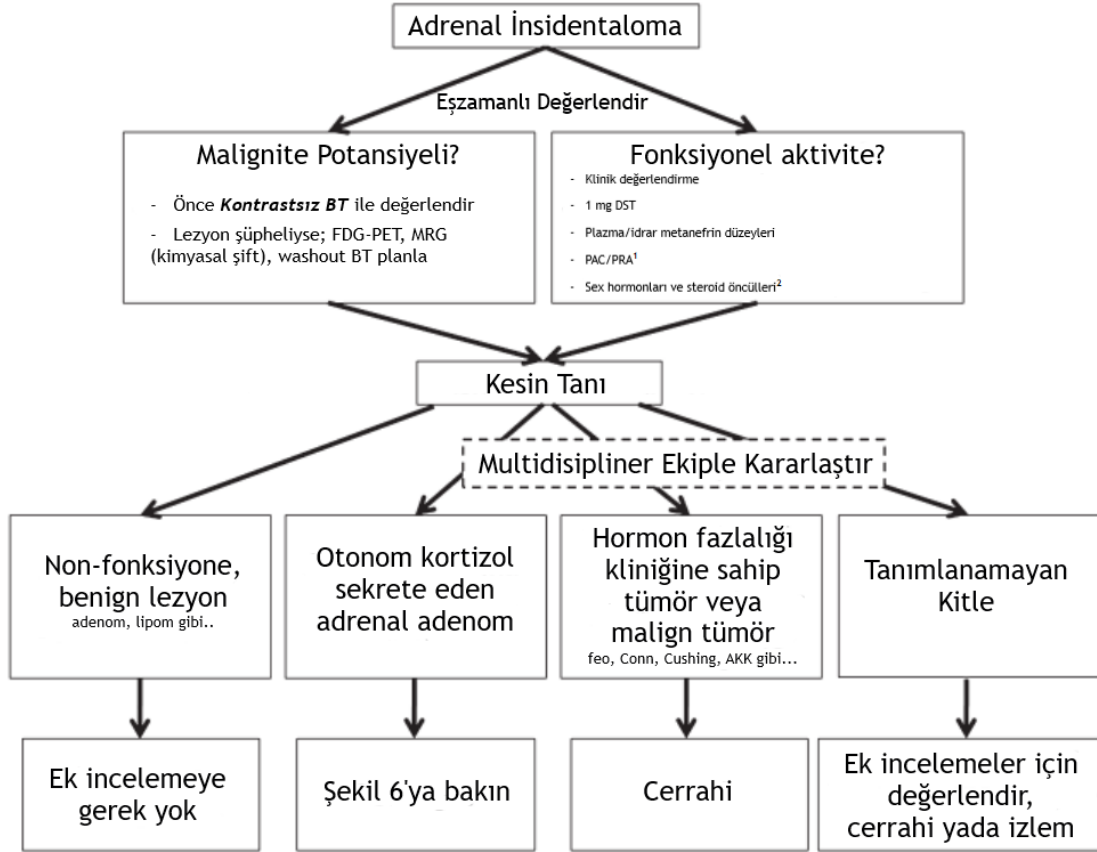 Adrenal İnsidentaloma
Eşzamanlı Değerlendir
Malignite Potansiyeli?
- Önce Kontrastsız BT ile değerlendir
- Lezyon şüpheliyse; FDG-PET, MRG
(kimyasal şift), washout BT planla
Fonksiyonel aktivite?
- Klinik değerlendirme
- 1 mg DST
- Plazma/idrar metanefrin düzeyleri
- PAC/PRA¹
- Sex hormonları ve steroid öncülleri²
Kesin Tanı
Multidisipliner Ekiple Kararlaştır
Non-fonksiyone,
benign lezyon
adenom, lipom gibi..
Otonom kortizol
sekrete eden
adrenal adenom
Hormon fazlalığı
kliniğine sahip
tümör veya
malign tümör
feo, Conn, Cushing, AKK gibi...
Tanımlanamayan
Kitle
Ek incelemeye
gerek yok
Şekil 6'ya bakın
Cerrahi
Ek incelemeler için
değerlendir,
cerrahi yada izlem